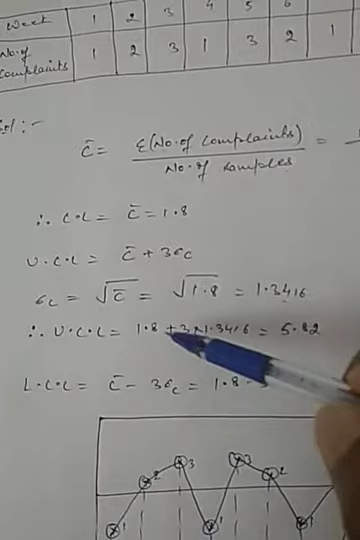 Week 1 2 3 4 5 6
No. of complaints 1 2 3 1 3 2 1
Sol :-
c̄ = Σ(No. of complaints) / No. of samples =
∴ C.L = c̄ = 1.8
U.C.L = c̄ + 3σc
σc = √c̄ = √1.8 = 1.3416
∴ U.C.L = 1.8 + 3 × 1.3416 = 5.82
L.C.L = c̄ - 3σc = 1.8 -
1 2 3 1 3 2 1